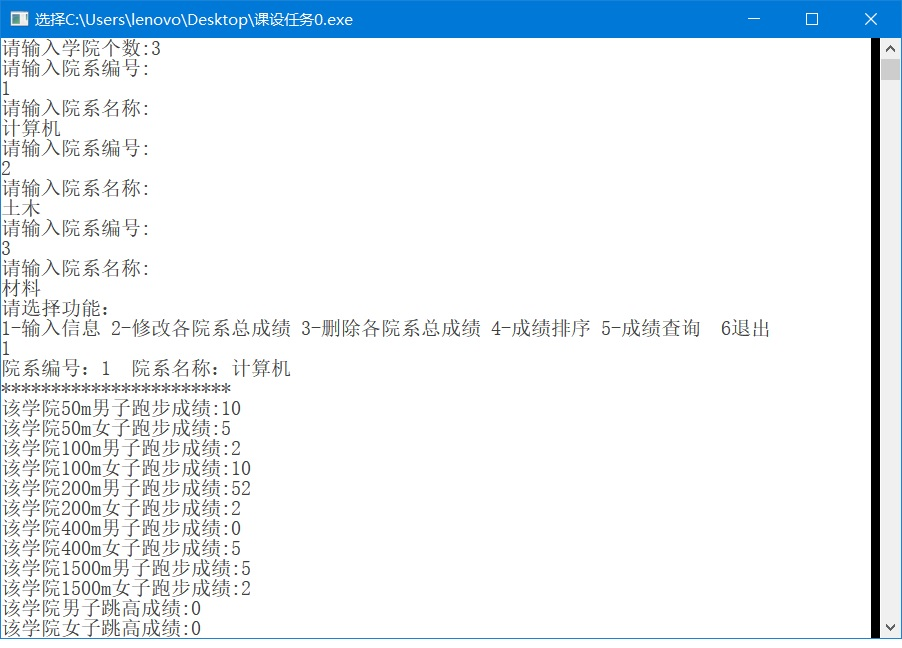 选择C:\Users\lenovo\Desktop\课设任务0.exe
请输入学院个数:3
请输入院系编号:
1
请输入院系名称:
计算机
请输入院系编号:
2
请输入院系名称:
土木
请输入院系编号:
3
请输入院系名称:
材料
请选择功能:
1-输入信息 2-修改各院系总成绩 3-删除各院系总成绩 4-成绩排序 5-成绩查询  6退出
1
院系编号: 1  院系名称: 计算机
***********************
该学院50m男子跑步成绩:10
该学院50m女子跑步成绩:5
该学院100m男子跑步成绩:2
该学院100m女子跑步成绩:10
该学院200m男子跑步成绩:52
该学院200m女子跑步成绩:2
该学院400m男子跑步成绩:0
该学院400m女子跑步成绩:5
该学院1500m男子跑步成绩:5
该学院1500m女子跑步成绩:2
该学院男子跳高成绩:0
该学院女子跳高成绩:0